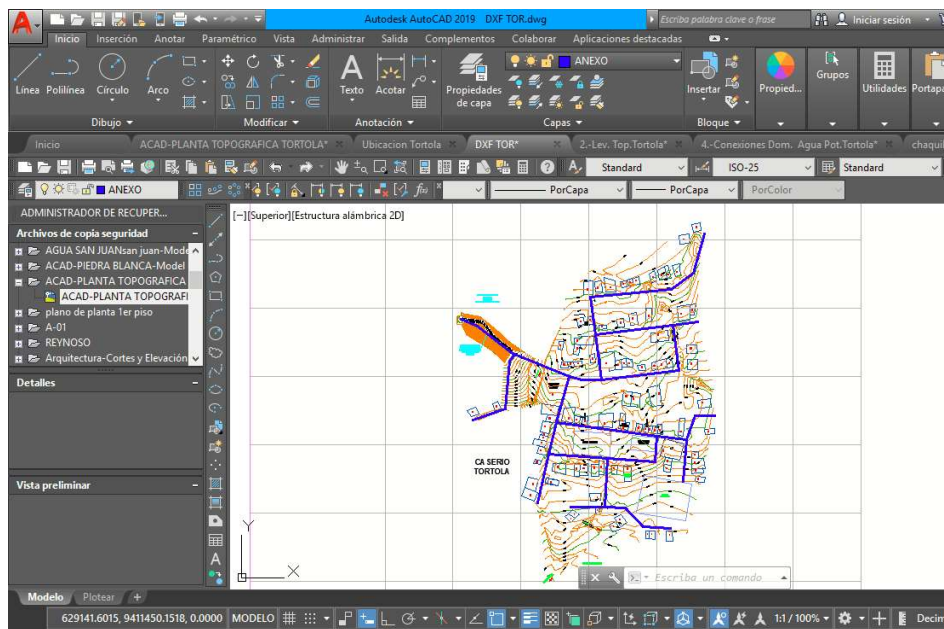 Autodesk AutoCAD 2019 DXF TOR.dwg
Escriba palabra clave o frase
Iniciar sesión
Inicio Inserción Anotar Paramétrico Vista Administrar Salida Complementos Colaborar Aplicaciones destacadas
ANEXO
Línea Polilínea Círculo Arco
Texto Acotar
Propiedades de capa
Insertar
Propied...
Grupos
Utilidades
Dibujo Modificar Anotación Capas Bloque
Inicio
ACAD-PLANTA TOPOGRAFICA TORTOLA*
Ubicacion Tortola
DXF TOR*
2.-Lev. Top.Tortola*
4.-Conexiones Dom. Agua Pot.Tortola*
Standard
ISO-25
Standard
ANEXO
PorCapa
PorCapa
PorColor
ADMINISTRADOR DE RECUPER...
[−][Superior][Estructura alámbrica 2D]
Archivos de copia seguridad
AGUA SAN JUANsan juan-Mode
ACAD-PIEDRA BLANCA-Model
ACAD-PLANTA TOPOGRAFICA
ACAD-PLANTA TOPOGRAFI
plano de planta 1er piso
A-01
REYNOSO
Arquitectura-Cortes y Elevación
Detalles
Vista preliminar
CA SERIO
TORTOLA
Y
X
Escriba un comando
Modelo Plotear +
629141.6015, 9411450.1518, 0.0000 MODELO
1:1 / 100%
Decim